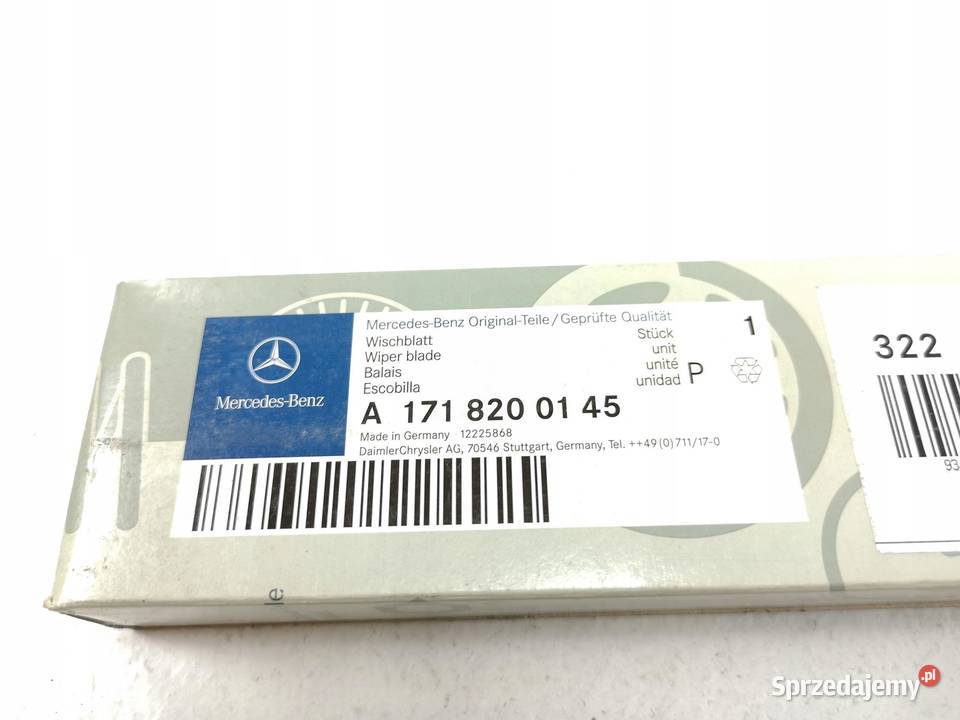 Mercedes-Benz
Mercedes-Benz Original-Teile/Geprüfte Qualität
Wischblatt
Wiper blade
Balais
Escobilla
Stück
unit
unité
unidad
P
1
A 171 820 01 45
Made in Germany 12225868
DaimlerChrysler AG, 70546 Stuttgart, Germany, Tel. ++49(0)711/17-0
322
Sprzedajemy.pl